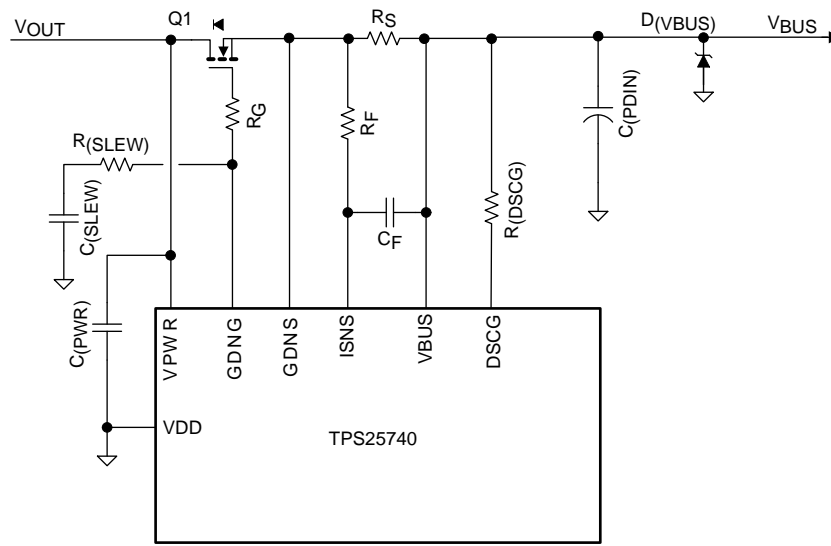 VOUT
Q1
RS
D(VBUS)
VBUS
RG
RF
C(PDIN)
R(SLEW)
C(SLEW)
R(DSCG)
CF
C(PWR)
VPWR
GDNG
GDNS
ISNS
VBUS
DSCG
VDD
TPS25740